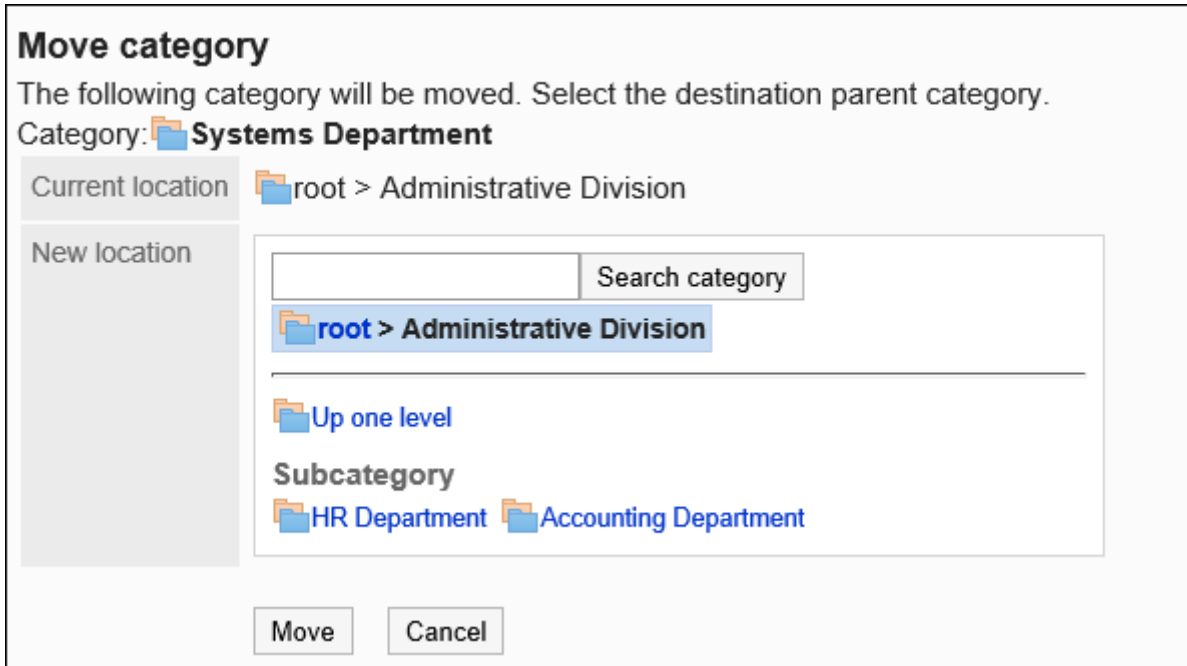 Move category
The following category will be moved. Select the destination parent category.
Category: Systems Department
Current location root > Administrative Division
New location
Search category
root > Administrative Division
Up one level
Subcategory
HR Department Accounting Department
Move Cancel